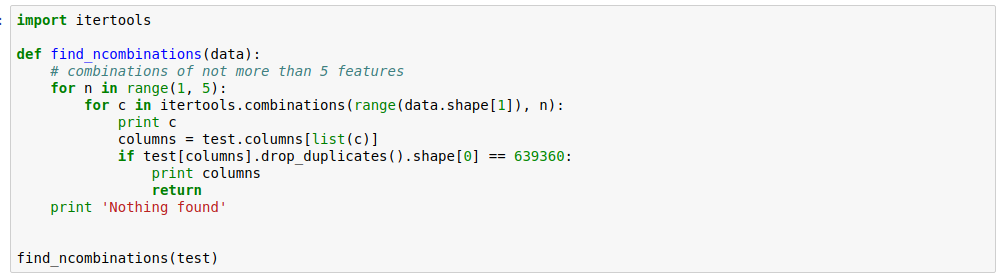 :
import itertools
def find_ncombinations(data):
    # combinations of not more than 5 features
    for n in range(1, 5):
        for c in itertools.combinations(range(data.shape[1]), n):
            print c
            columns = test.columns[list(c)]
            if test[columns].drop_duplicates().shape[0] == 639360:
                print columns
                return
    print 'Nothing found'
find_ncombinations(test)